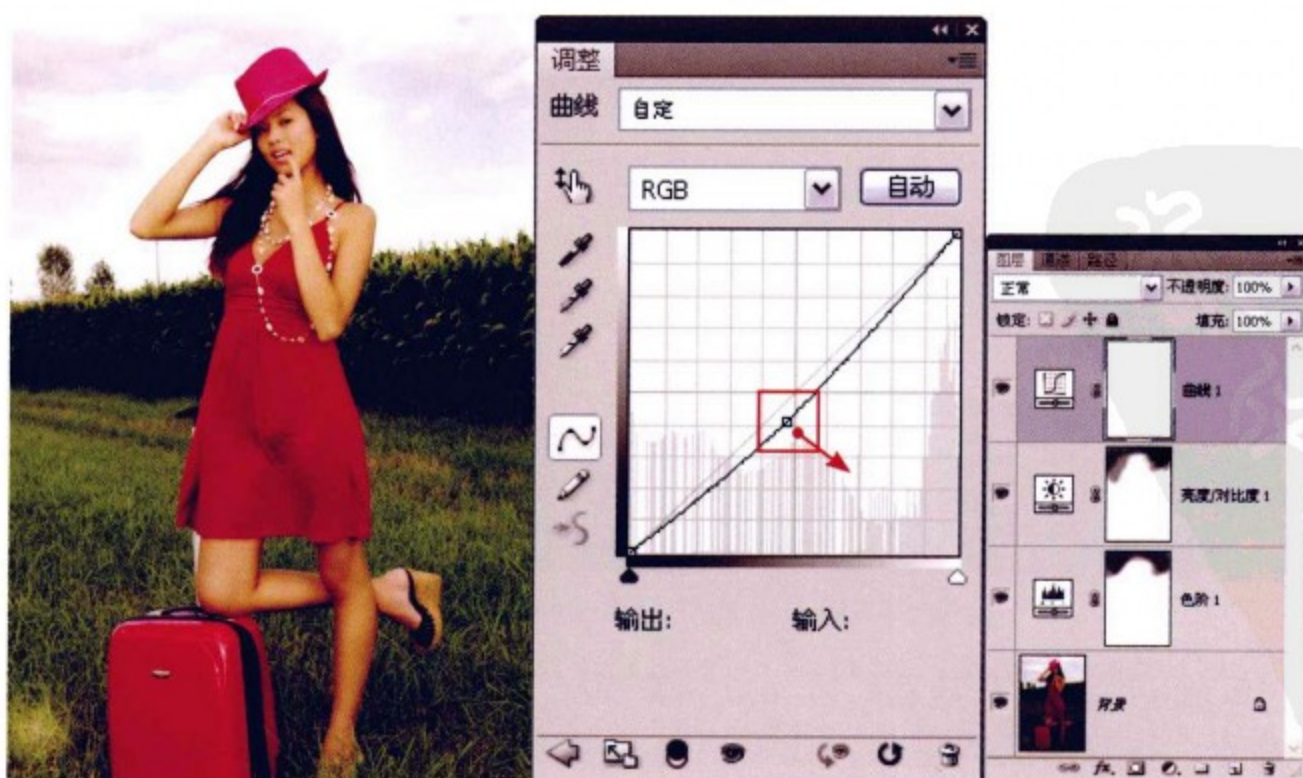 调整
曲线 自定
RGB 自动
输出: 输入:
图层 通道 路径
正常 不透明度: 100%
锁定: 填充: 100%
曲线 1
亮度/对比度 1
色阶 1
背景
fx.